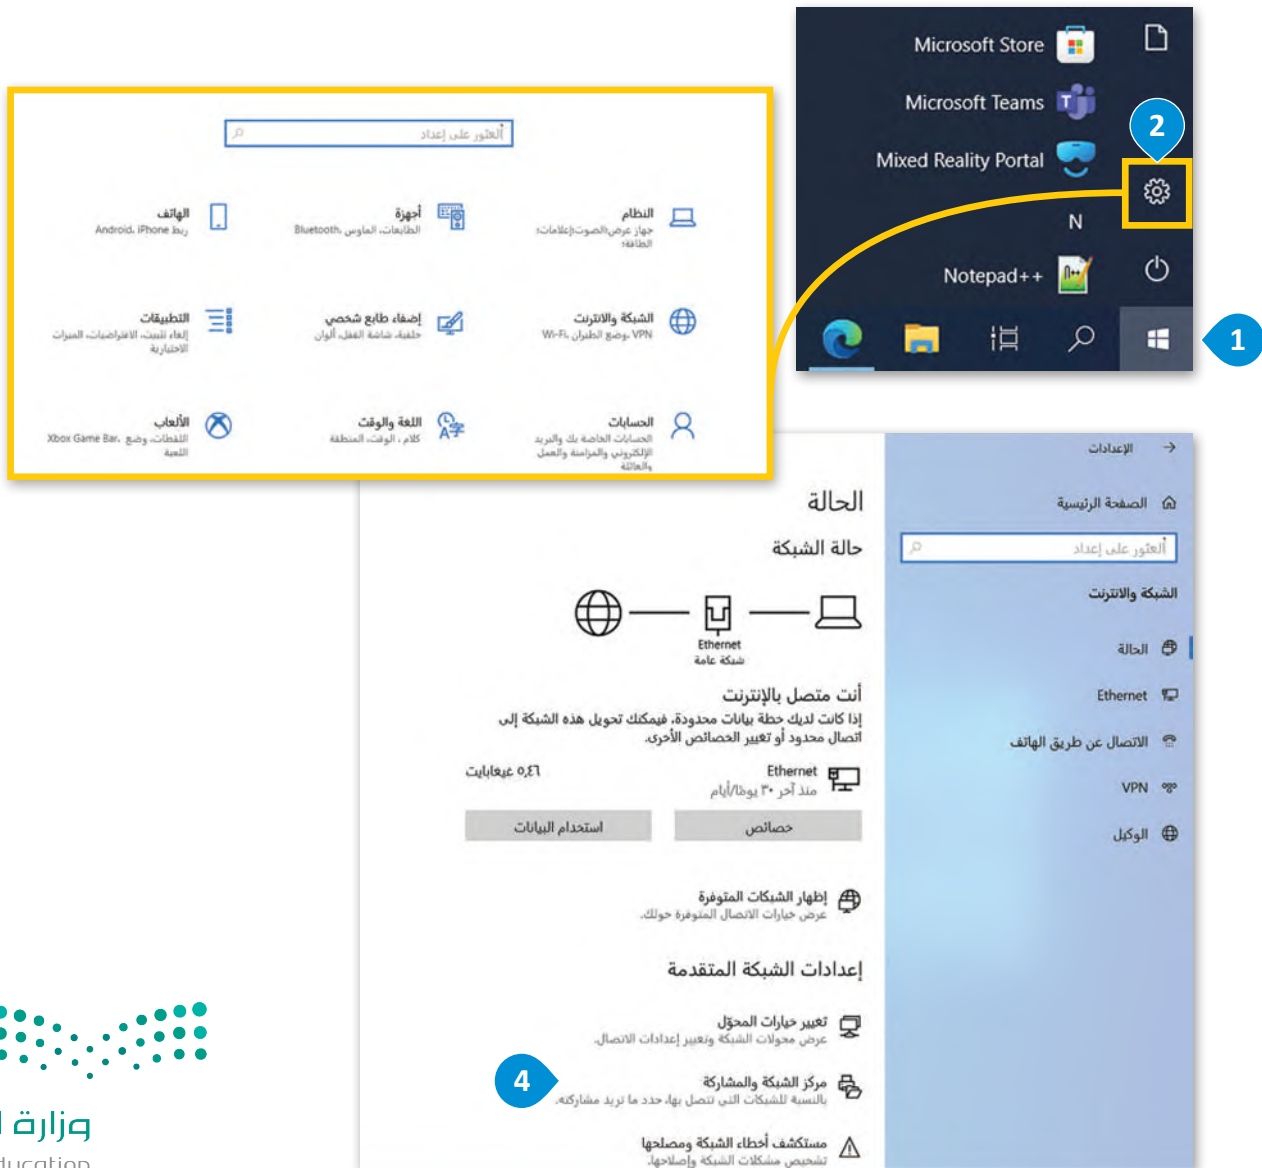 Microsoft Store
Microsoft Teams
Mixed Reality Portal
N
Notepad++
2
1
ألعثور على إعداد
النظام
جهاز عرض؛الصوت؛إعلامات؛
الطاقة؛
أجهزة
الطابعات، الماوس ،Bluetooth
الهاتف
ربط Android، iPhone
الشبكة والانترنت
VPN ،وضع الطيران ،Wi-Fi
إضفاء طابع شخصي
خلفية، شاشة القفل، ألوان
التطبيقات
إلغاء تثبيت، الافتراضيات، الميزات
الاختيارية
الحسابات
الحسابات الخاصة بك والبريد
الإلكتروني والمزامنة والعمل
والعائلة
اللغة والوقت
كلام ، الوقت، المنطقة
الألعاب
اللقطات، وضع ،Xbox Game Bar
اللعبة
الإعدادات
الصفحة الرئيسية
ألعثور على إعداد
الشبكة والانترنت
الحالة
Ethernet
الاتصال عن طريق الهاتف
VPN
الوكيل
الحالة
حالة الشبكة
Ethernet
شبكة عامة
أنت متصل بالإنترنت
إذا كانت لديك خطة بيانات محدودة، فيمكنك تحويل هذه الشبكة إلى
اتصال محدود أو تغيير الخصائص الأخرى.
Ethernet
٥,٤٦ غيغابايت
منذ آخر ٣٠ يومًا/أيام
خصائص
استخدام البيانات
إظهار الشبكات المتوفرة
عرض خيارات الاتصال المتوفرة حولك.
إعدادات الشبكة المتقدمة
تغيير خيارات المحوّل
عرض محولات الشبكة وتغيير إعدادات الاتصال.
4
مركز الشبكة والمشاركة
بالنسبة للشبكات التي تتصل بها، حدد ما تريد مشاركته.
مستكشف أخطاء الشبكة ومصلحها
تشخيص مشكلات الشبكة وإصلاحها.
وزارة